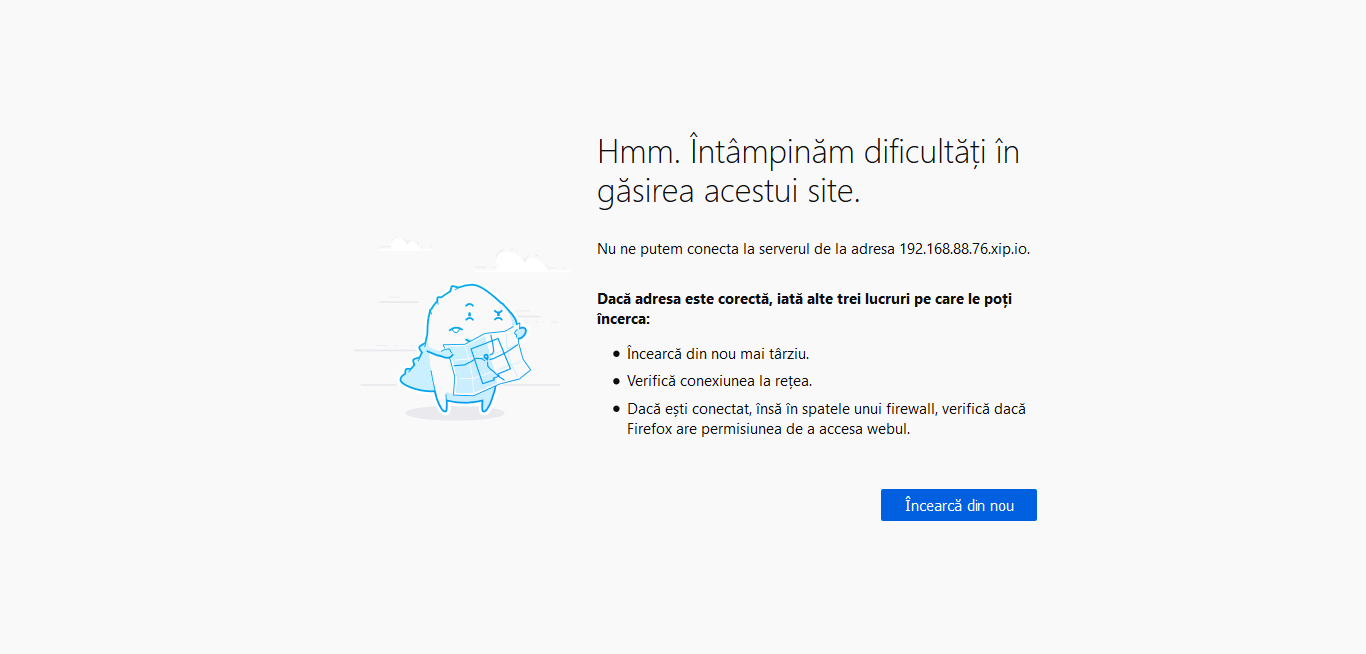 Hmm. Întâmpinăm dificultăți în
găsirea acestui site.
Nu ne putem conecta la serverul de la adresa 192.168.88.76.xip.io.
Dacă adresa este corectă, iată alte trei lucruri pe care le poți
încerca:
● Încearcă din nou mai târziu.
● Verifică conexiunea la rețea.
● Dacă ești conectat, însă în spatele unui firewall, verifică dacă
Firefox are permisiunea de a accesa webul.
Încearcă din nou